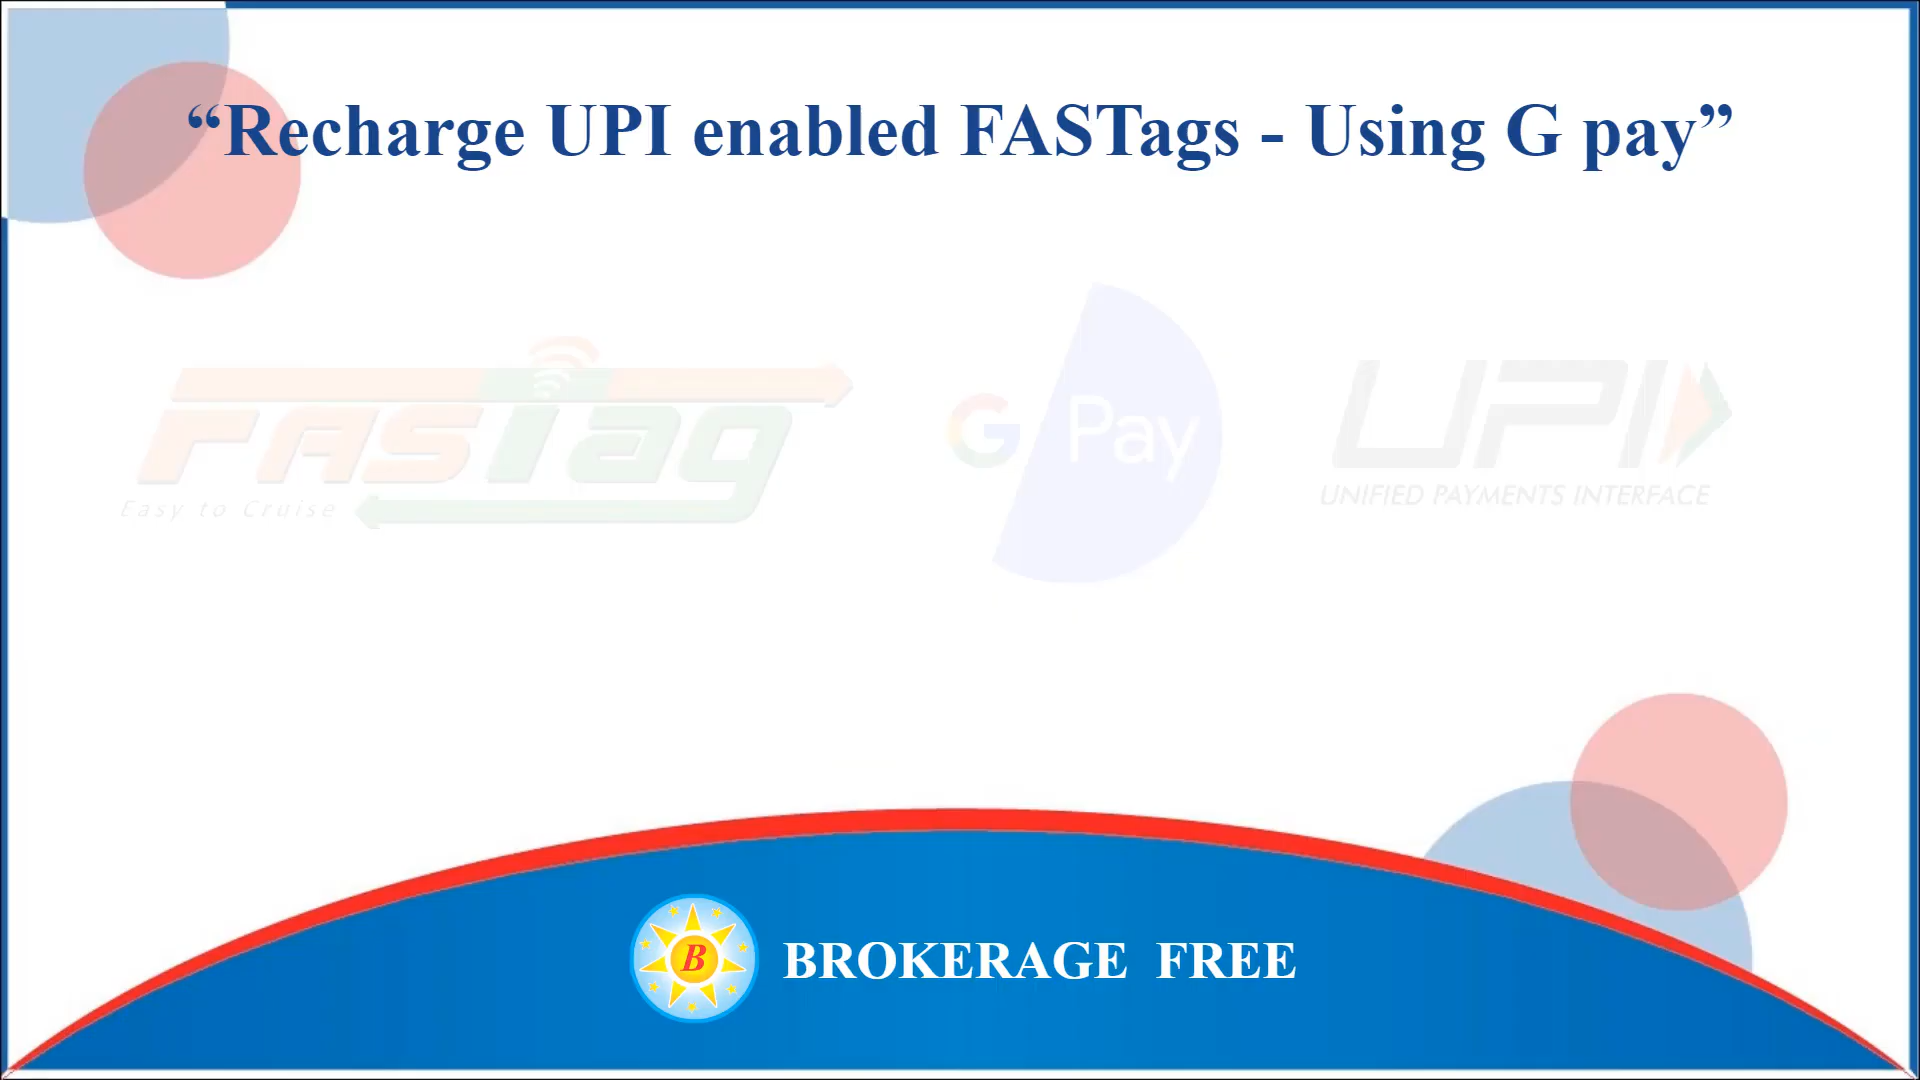 “Recharge UPI enabled FASTags - Using G pay”
FASTag
Easy to Cruise
G Pay
UPI
UNIFIED PAYMENTS INTERFACE
B
BROKERAGE FREE